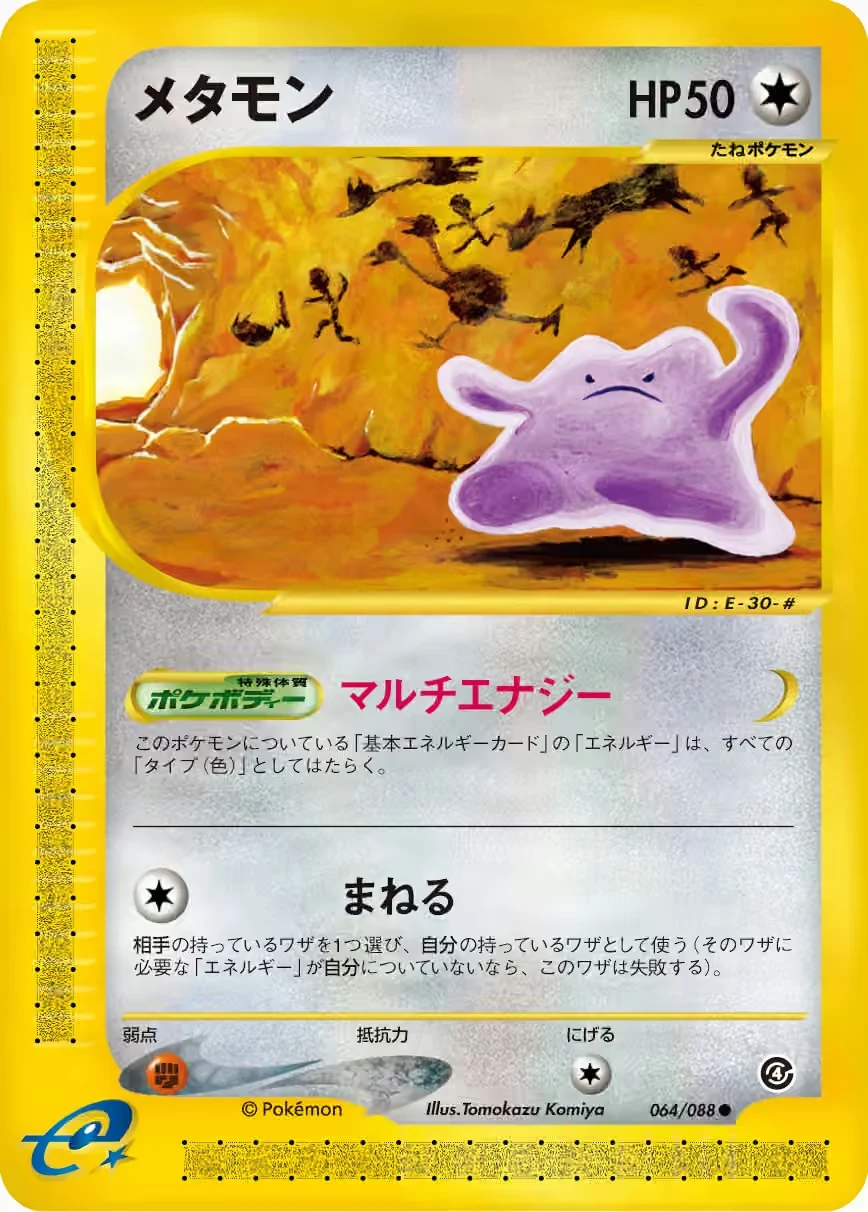 メタモン
HP50
たねポケモン
ID:E-30-#
特殊体質
ポケボディー
マルチエナジー
このポケモンについている「基本エネルギーカード」の「エネルギー」は、すべての
「タイプ(色)」としてはたらく。
まねる
相手の持っているワザを1つ選び、自分の持っているワザとして使う(そのワザに
必要な「エネルギー」が自分についていないなら、このワザは失敗する)。
弱点
抵抗力
にげる
4
© Pokémon
Illus.Tomokazu Komiya
064/088●
e